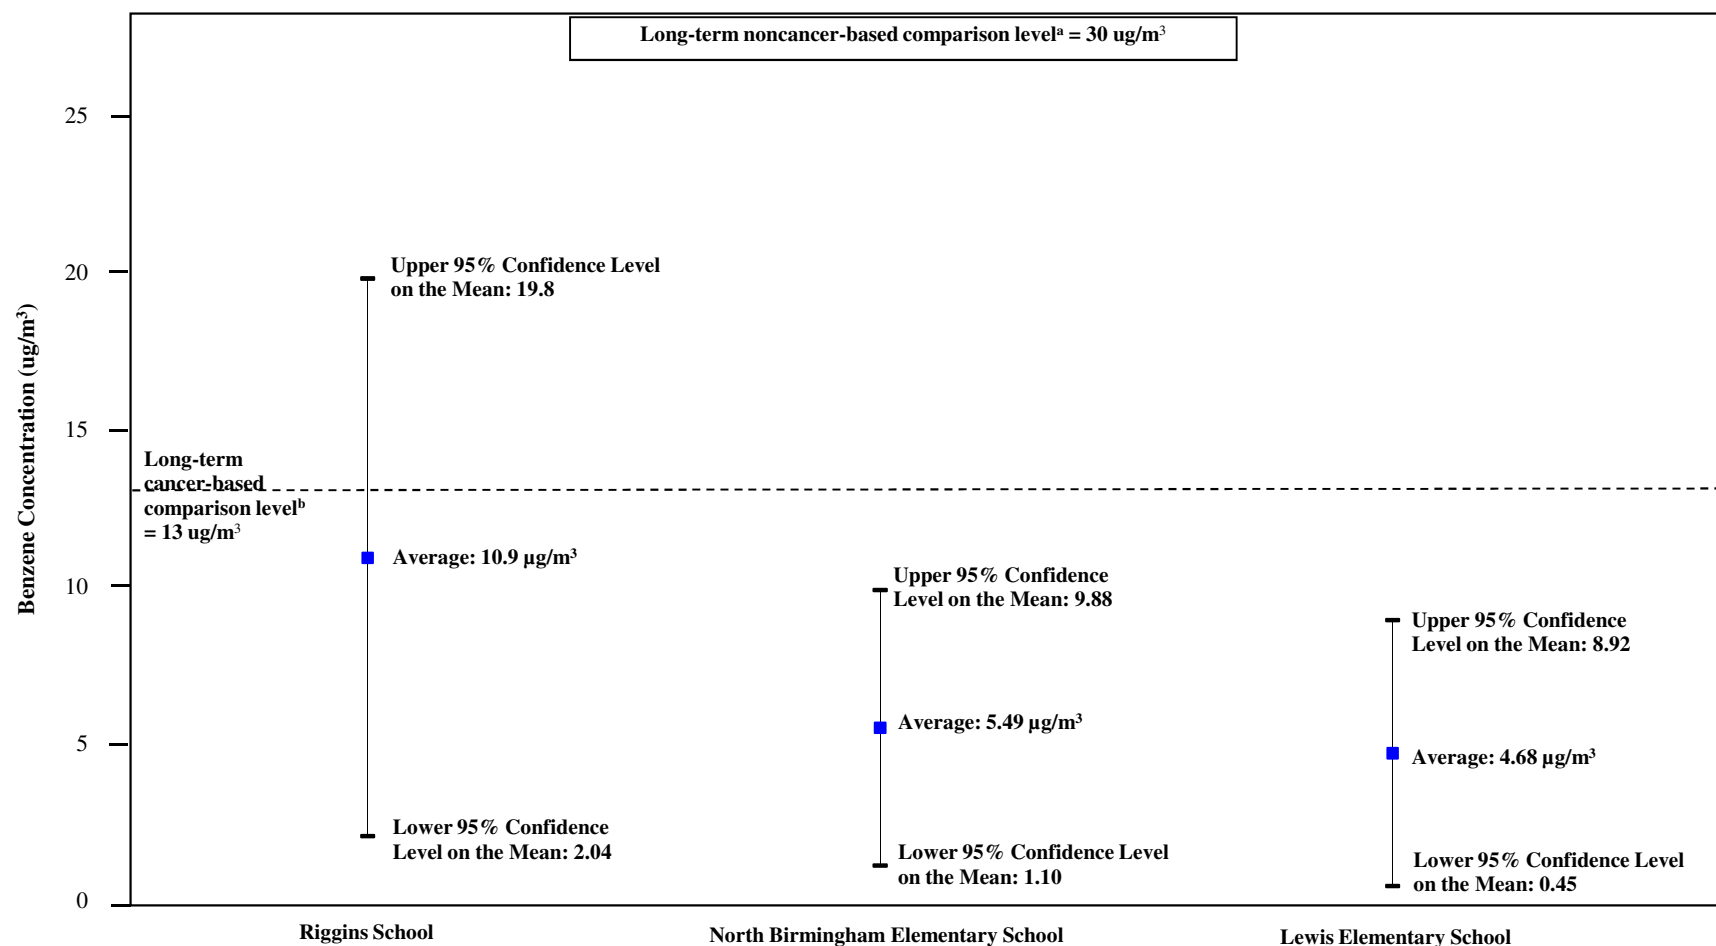 Long-term noncancer-based comparison levelᵃ = 30 ug/m³
25
20
15
10
5
0
Benzene Concentration (ug/m³)
Upper 95% Confidence Level
on the Mean: 19.8
Long-term
cancer-based
comparison levelᵇ
= 13 ug/m³
Average: 10.9 µg/m³
Lower 95% Confidence
Level on the Mean: 2.04
Upper 95% Confidence
Level on the Mean: 9.88
Average: 5.49 µg/m³
Lower 95% Confidence Level
on the Mean: 1.10
Upper 95% Confidence
Level on the Mean: 8.92
Average: 4.68 µg/m³
Lower 95% Confidence Level
on the Mean: 0.45
Riggins School
North Birmingham Elementary School
Lewis Elementary School